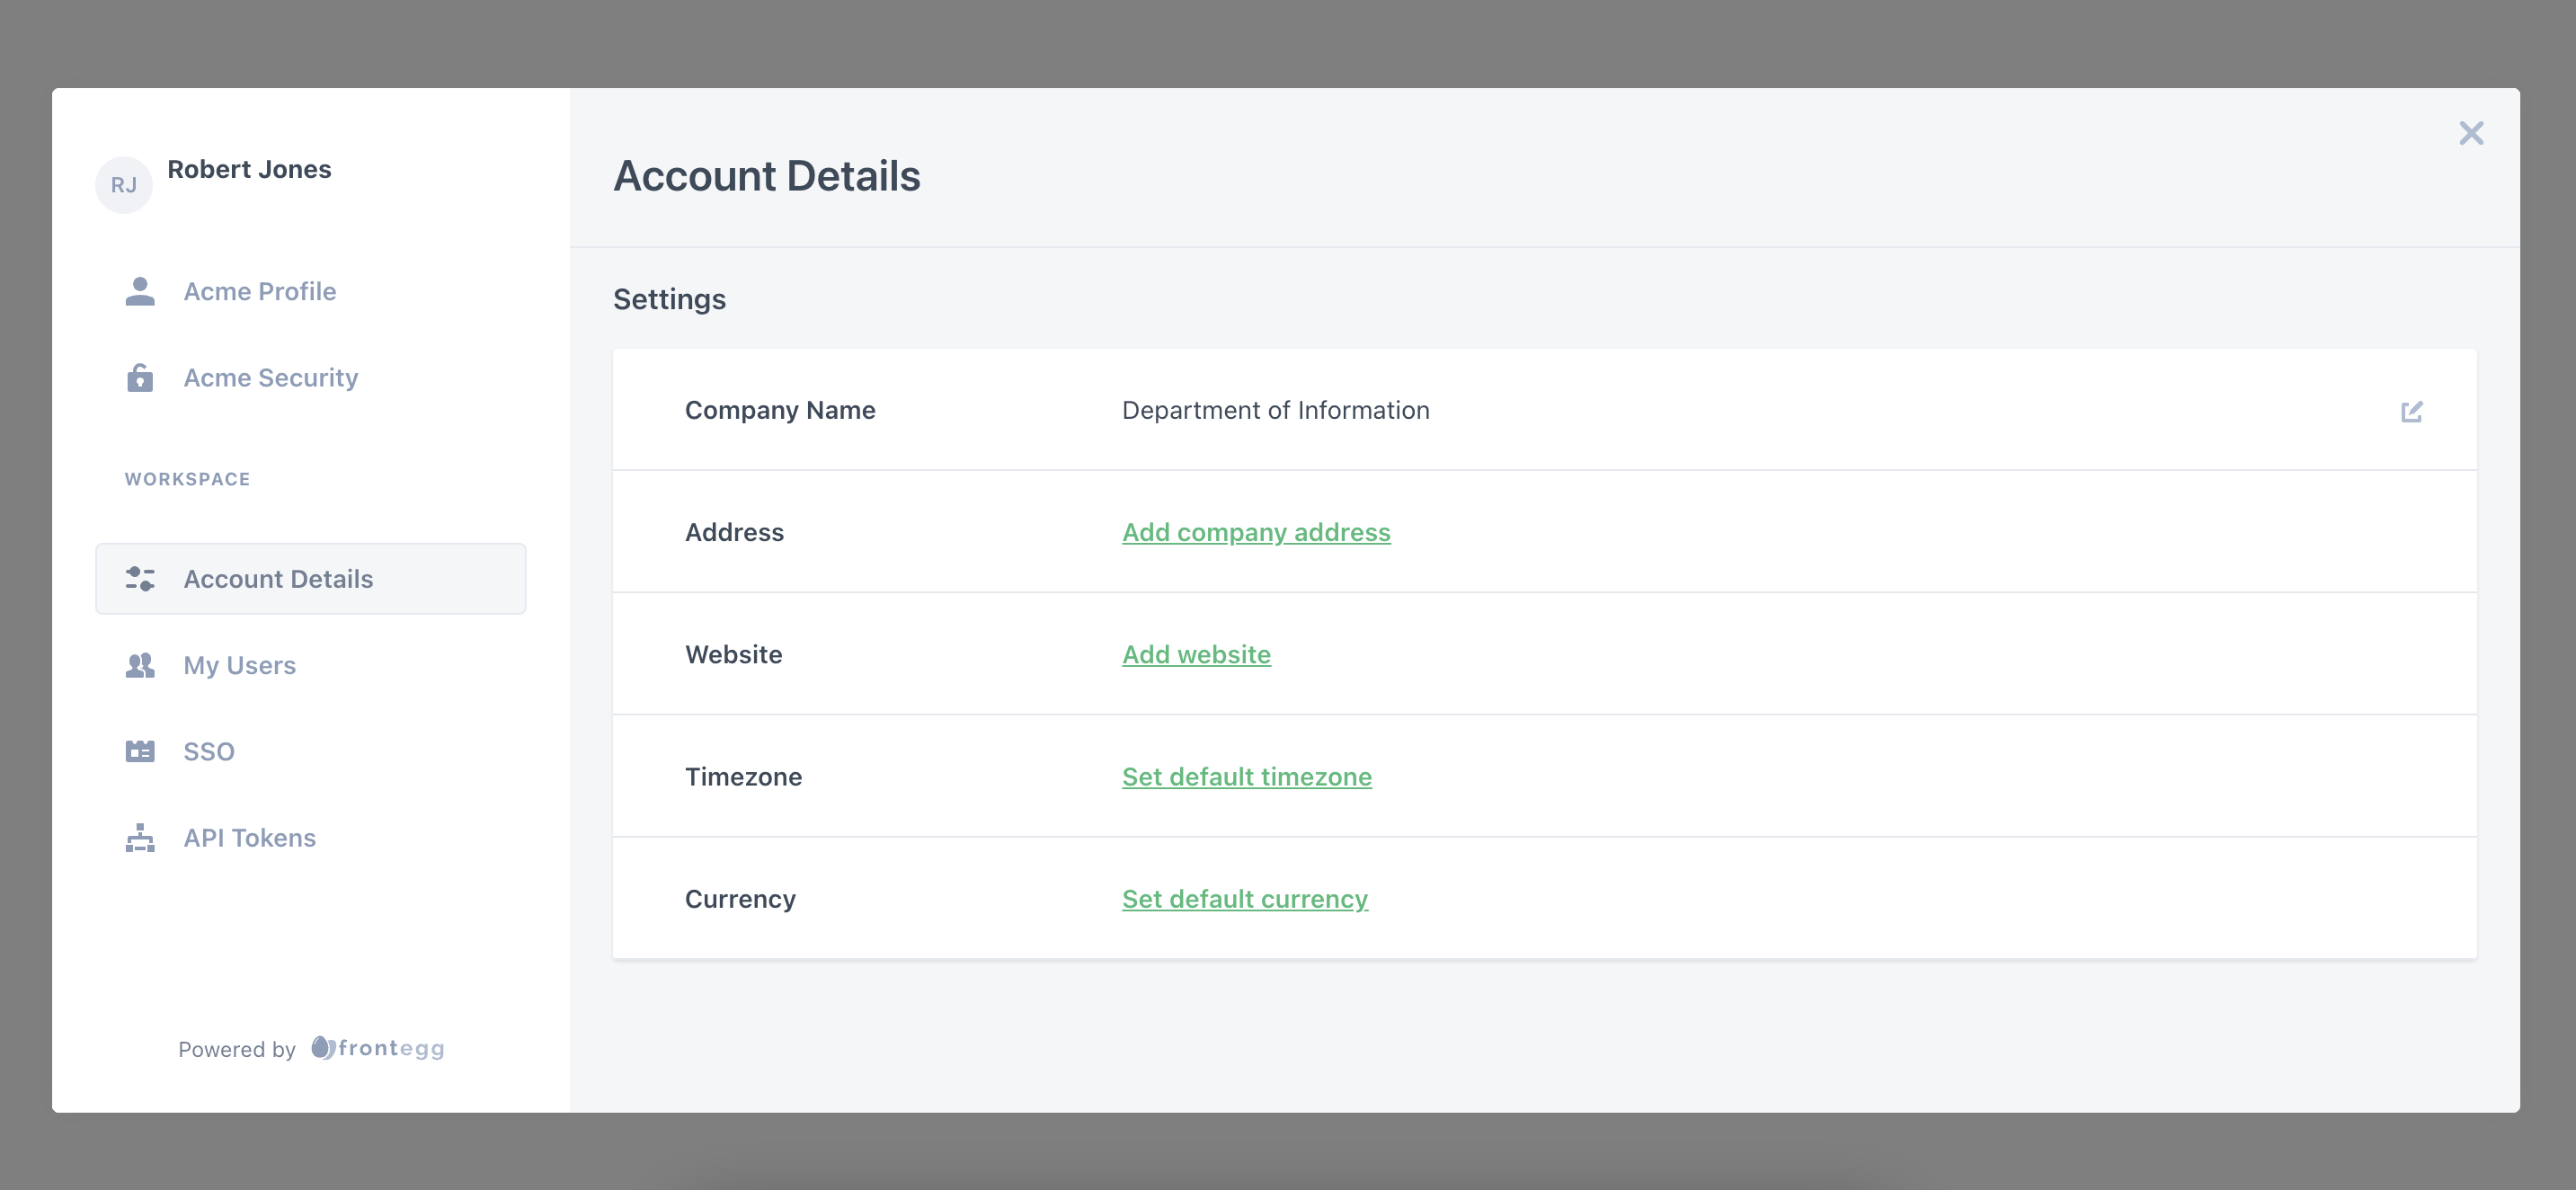 RJ
Robert Jones
Acme Profile
Acme Security
WORKSPACE
Account Details
My Users
SSO
API Tokens
Powered by frontegg
Account Details
Settings
Company Name Department of Information
Address Add company address
Website Add website
Timezone Set default timezone
Currency Set default currency